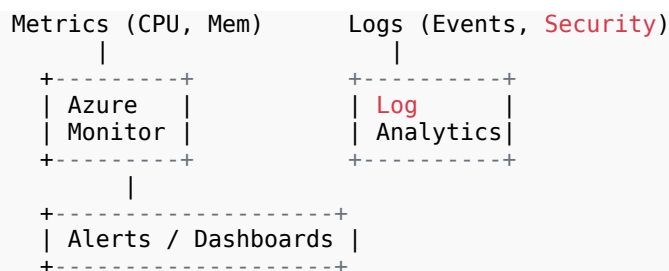 Metrics (CPU, Mem)      Logs (Events, Security)
      |                  |
  +---------+          +----------+
  | Azure   |          | Log      |
  | Monitor |          | Analytics|
  +---------+          +----------+
        |
  +-------------------+
  | Alerts / Dashboards |
  +-------------------+